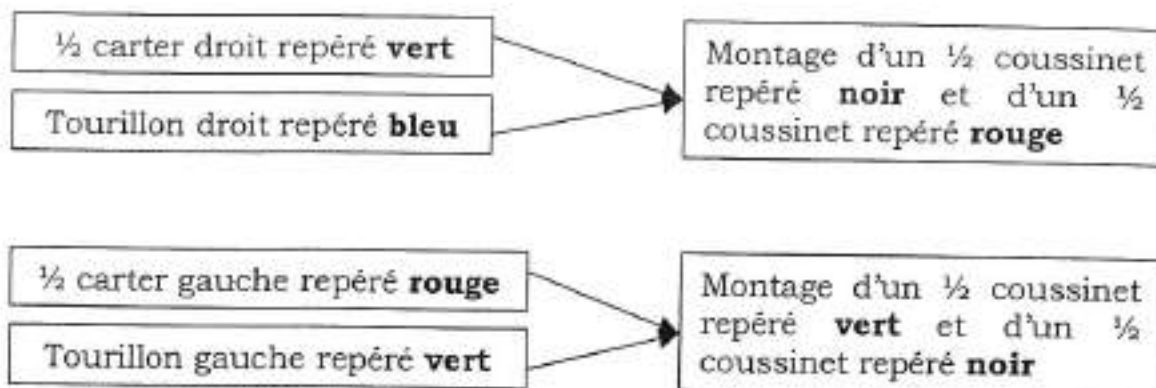 ½ carter droit repéré vert
Tourillon droit repéré bleu
Montage d'un ½ coussinet
repéré noir et d'un ½
coussinet repéré rouge
½ carter gauche repéré rouge
Tourillon gauche repéré vert
Montage d'un ½ coussinet
repéré vert et d'un ½
coussinet repéré noir